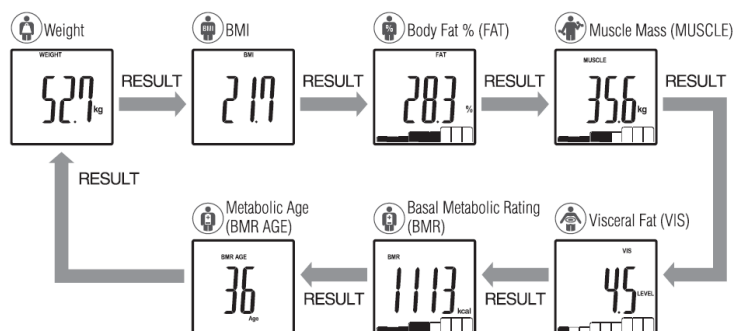 Weight
BMI
BMI
Body Fat % (FAT)
Muscle Mass (MUSCLE)
WEIGHT
52.7 kg
RESULT
BMI
21.7
RESULT
FAT
28.3 %
RESULT
MUSCLE
35.6 kg
RESULT
RESULT
Metabolic Age
(BMR AGE)
Basal Metabolic Rating
(BMR)
Visceral Fat (VIS)
BMR AGE
36
Age
RESULT
BMR
1113 kcal
RESULT
VIS
4.5 LEVEL